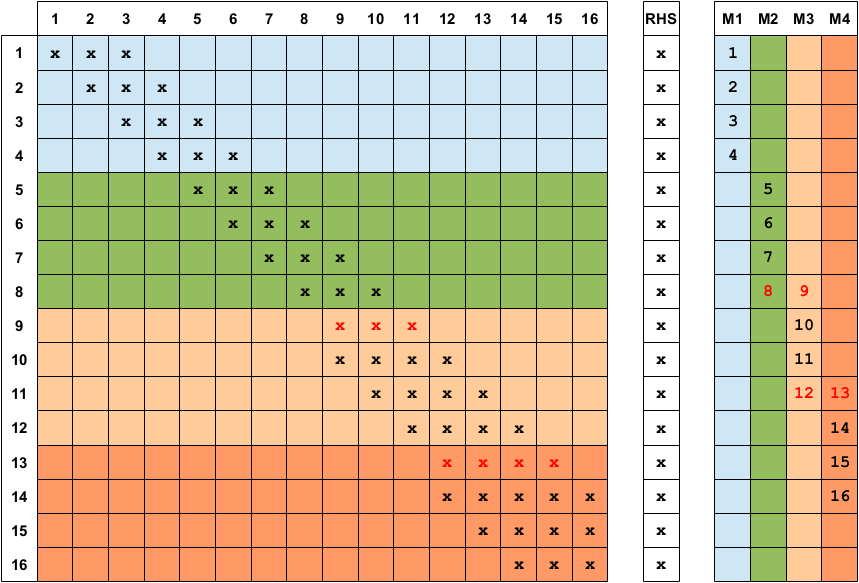 1 2 3 4 5 6 7 8 9 10 11 12 13 14 15 16 RHS M1 M2 M3 M4
1 x x x x 1
2 x x x x 2
3 x x x x 3
4 x x x x 4
5 x x x x 5
6 x x x x 6
7 x x x x 7
8 x x x x 8 9
9 x x x x 10
10 x x x x x 11
11 x x x x x 12 13
12 x x x x x 14
13 x x x x x 15
14 x x x x x x 16
15 x x x x x
16 x x x x